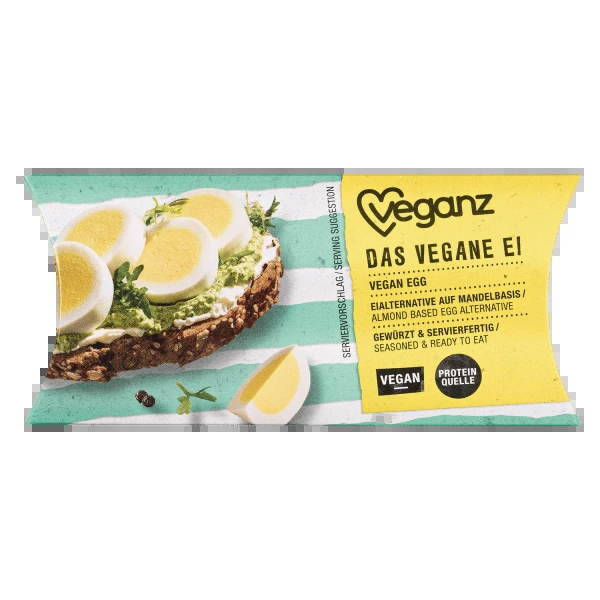 veganz
DAS VEGANE EI
VEGAN EGG
EIALTERNATIVE AUF MANDELBASIS /
ALMOND BASED EGG ALTERNATIVE
GEWÜRZT & SERVIERFERTIG /
SEASONED & READY TO EAT
VEGAN
PROTEIN
QUELLE
SERVIERVORSCHLAG / SERVING SUGGESTION